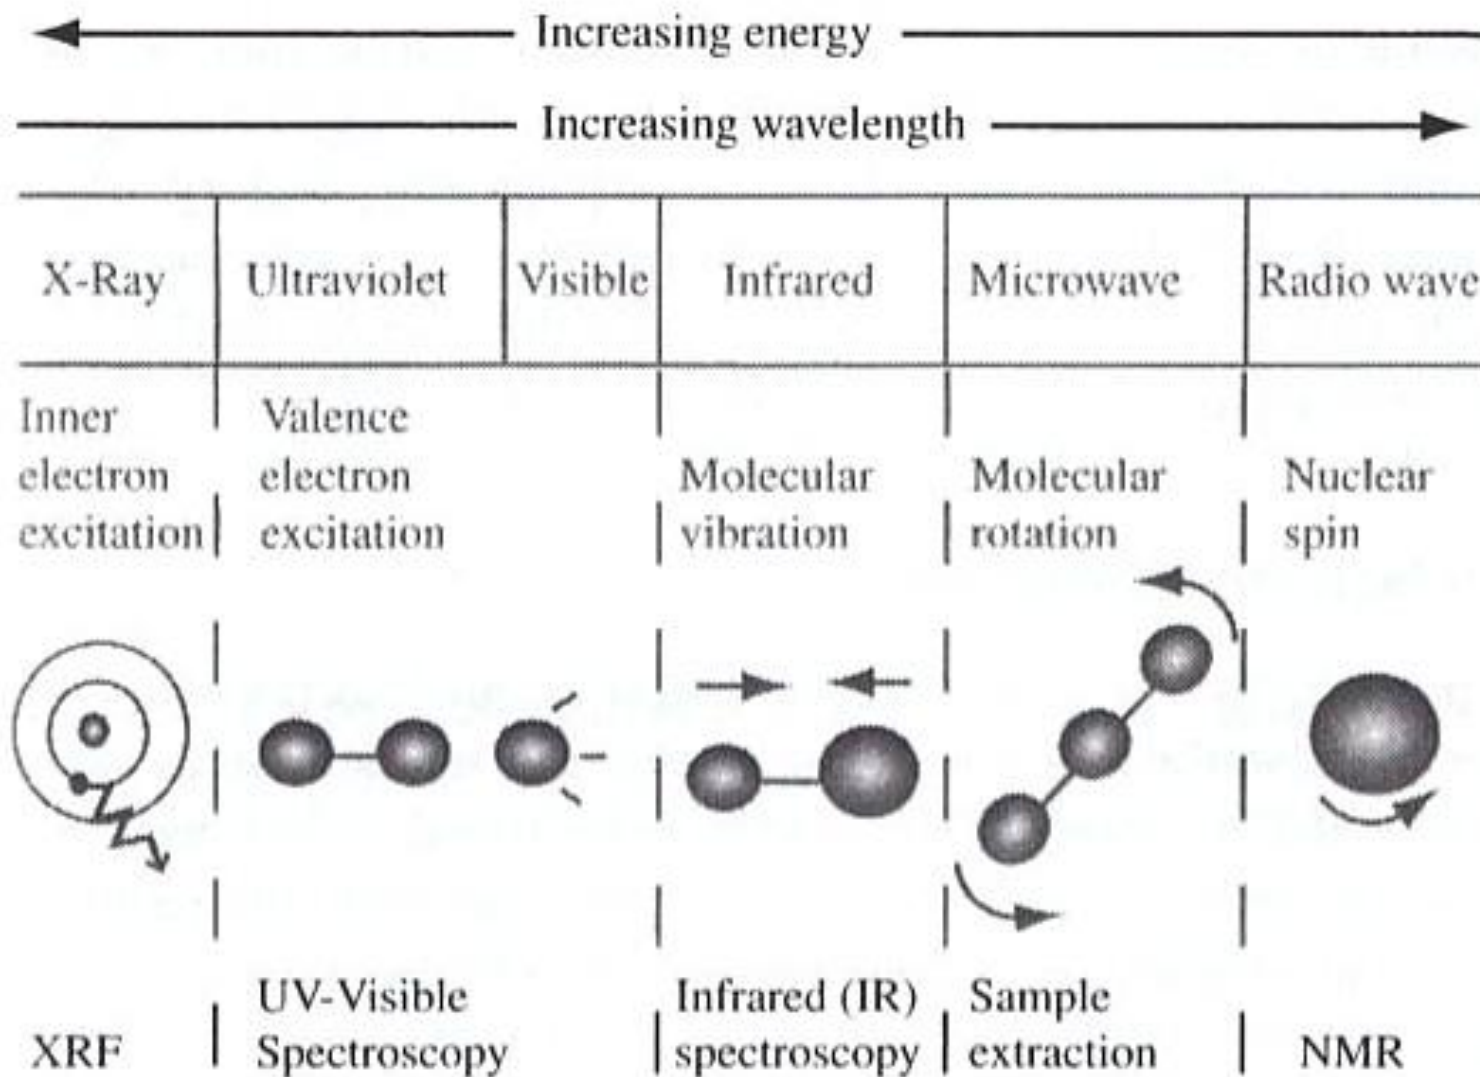 Increasing energy
Increasing wavelength
X-Ray
Ultraviolet
Visible
Infrared
Microwave
Radio wave
Inner
electron
excitation
Valence
electron
excitation
Molecular
vibration
Molecular
rotation
Nuclear
spin
XRF
UV-Visible
Spectroscopy
Infrared (IR)
spectroscopy
Sample
extraction
NMR